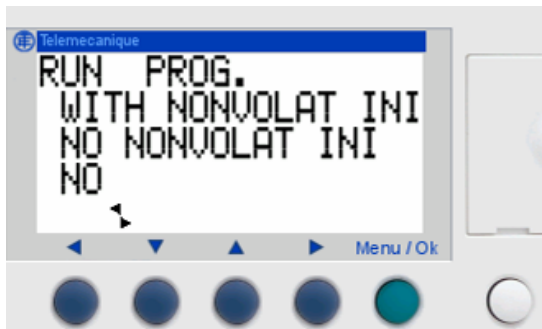 Telemecanique
RUN PROG.
WITH NONVOLAT INI
NO NONVOLAT INI
NO
Menu / Ok